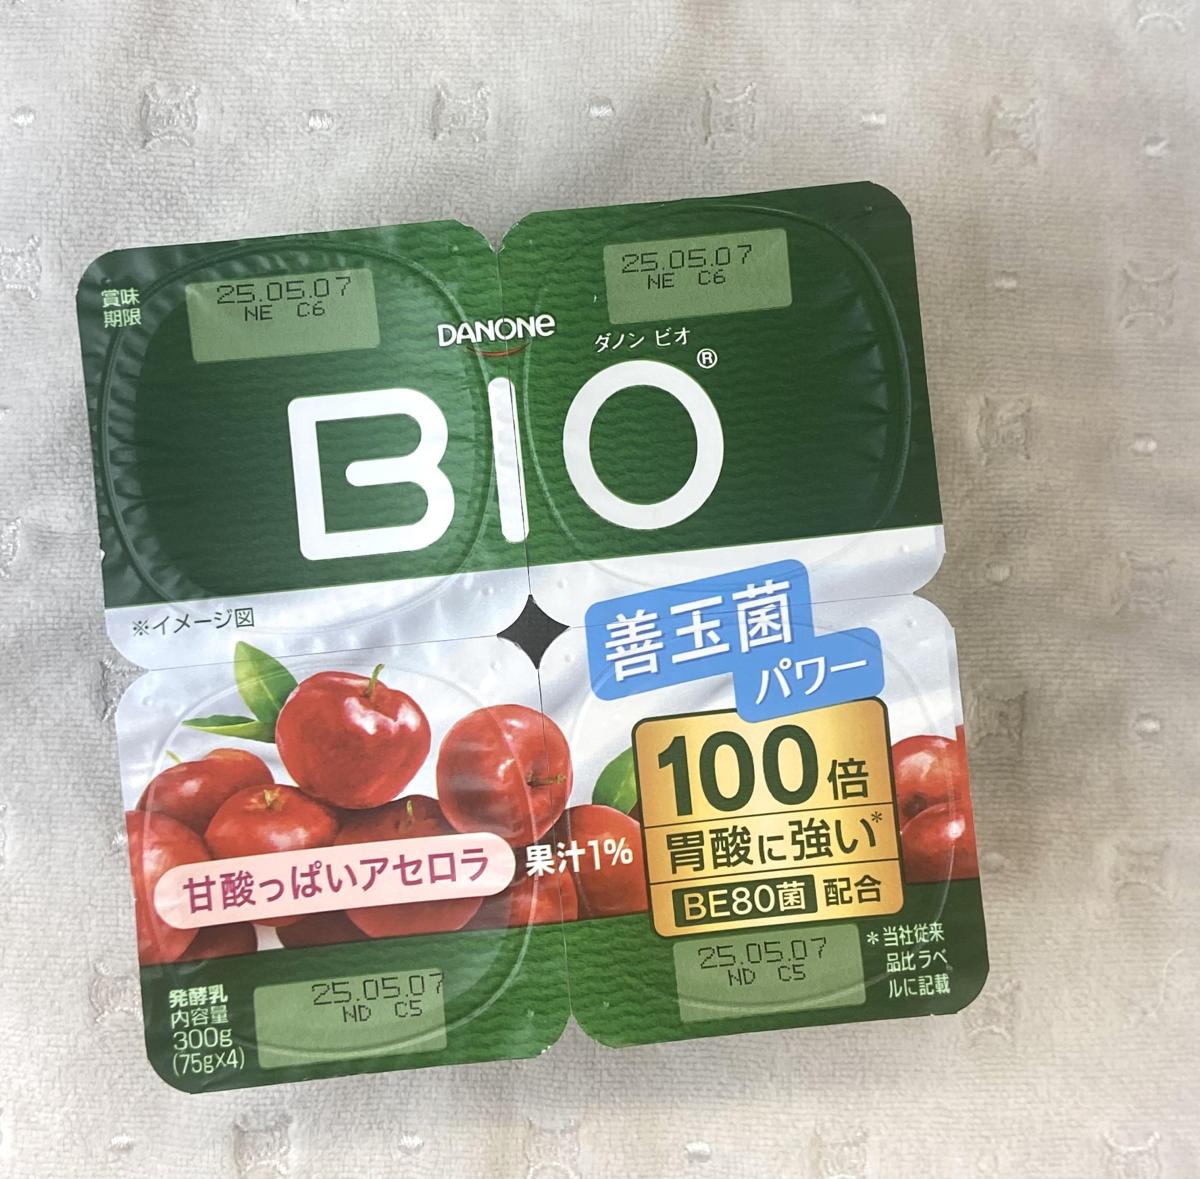 賞味
期限
25.05.07
NE C6
25.05.07
NE C6
DANONE
ダノン ビオ
BIO®
※イメージ図
善玉菌
パワー
100倍
胃酸に強い*
BE80菌 配合
甘酸っぱいアセロラ
果汁1%
発酵乳
内容量
300g
(75g×4)
25.05.07
ND C5
25.05.07
ND C5
*当社従来
品比ラベ
ルに記載